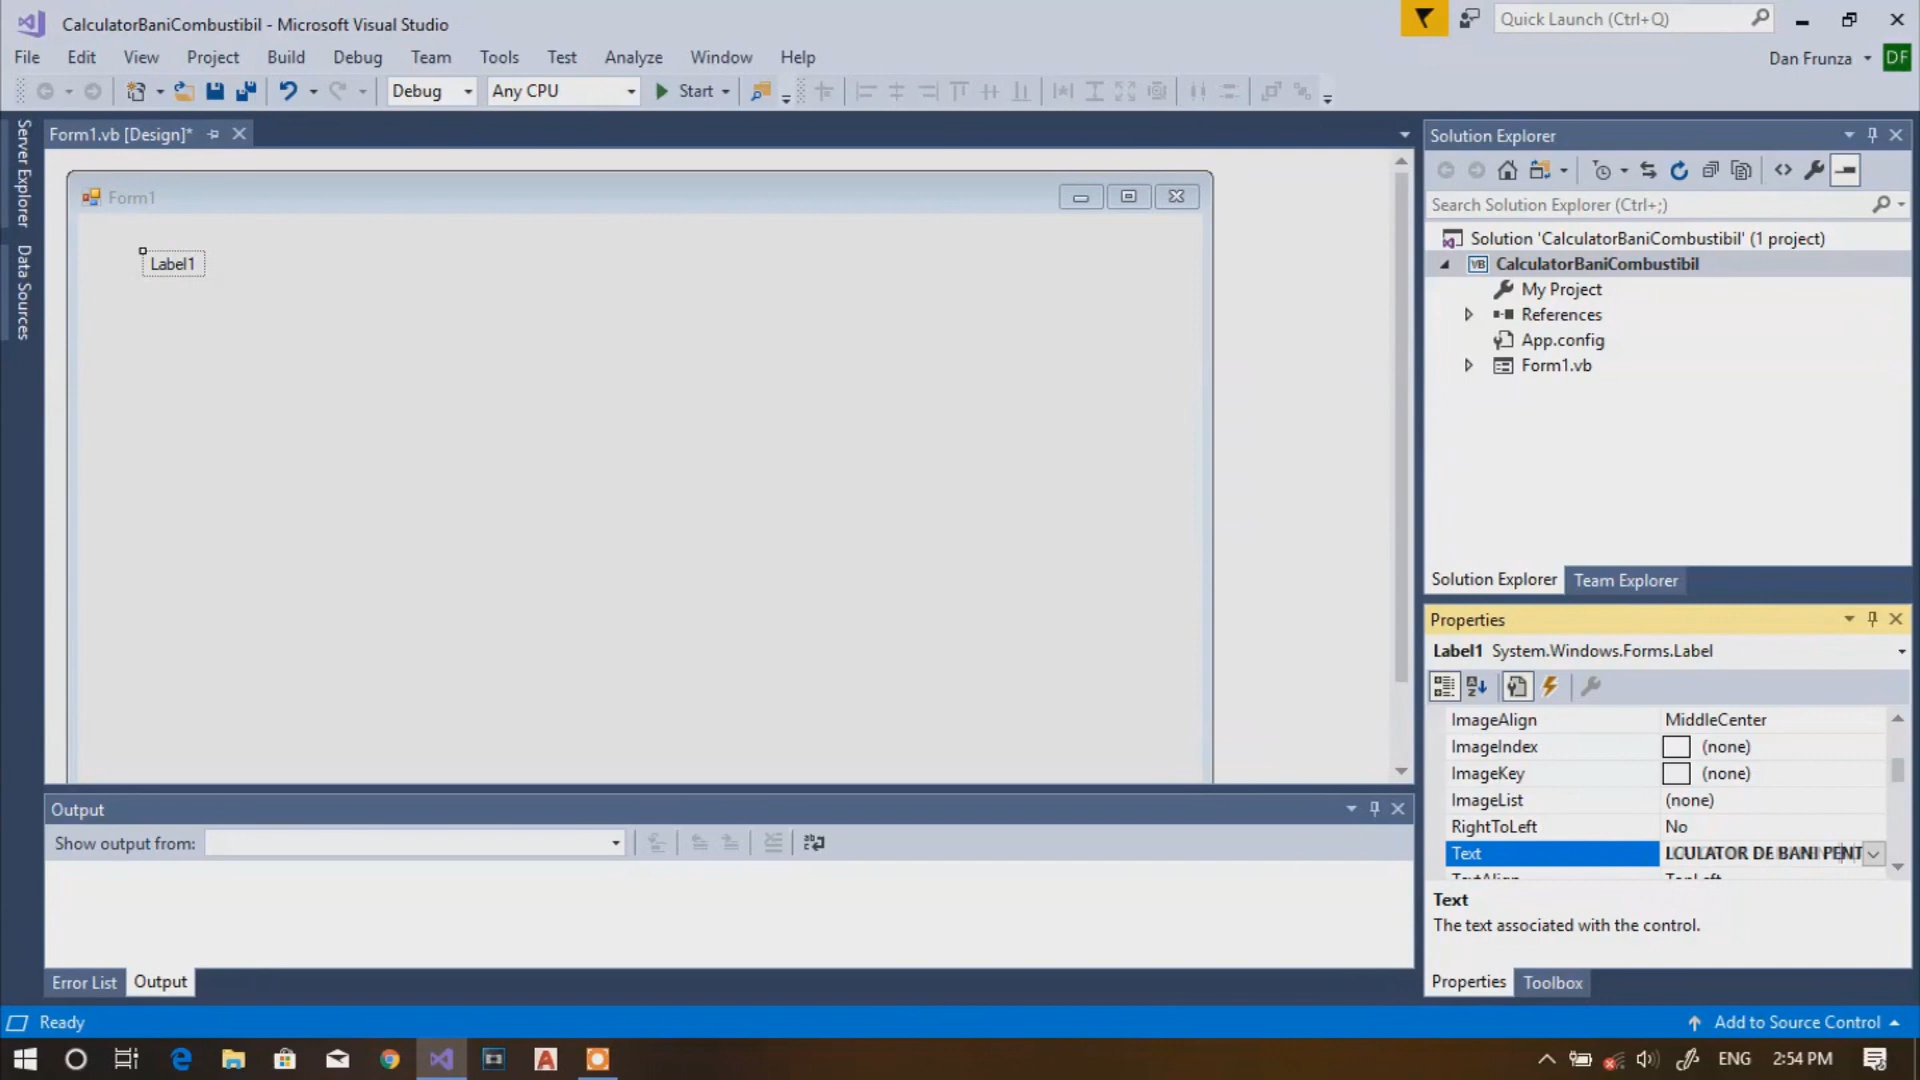 CalculatorBaniCombustibil - Microsoft Visual Studio
Quick Launch (Ctrl+Q)
File Edit View Project Build Debug Team Tools Test Analyze Window Help
Dan Frunza DF
Debug Any CPU Start
Server Explorer
Data Sources
Form1.vb [Design]*
Form1
Label1
Solution Explorer
Search Solution Explorer (Ctrl+;)
Solution 'CalculatorBaniCombustibil' (1 project)
VB CalculatorBaniCombustibil
My Project
References
App.config
Form1.vb
Solution Explorer Team Explorer
Properties
Label1 System.Windows.Forms.Label
ImageAlign MiddleCenter
ImageIndex (none)
ImageKey (none)
ImageList (none)
RightToLeft No
Text LCULATOR DE BANI PENT
TextAlign TopLeft
Text
The text associated with the control.
Properties Toolbox
Output
Show output from:
Error List Output
Ready
Add to Source Control
ENG 2:54 PM